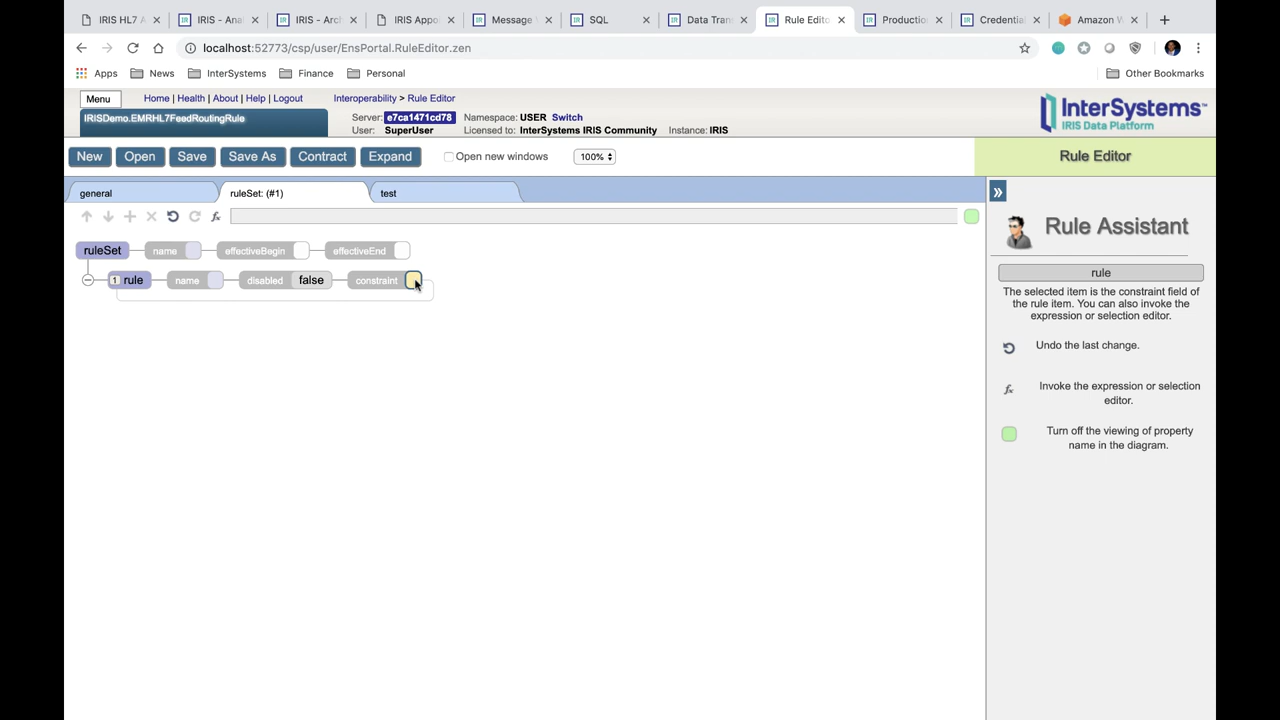 IRIS HL7 A
IRIS - Ana
IRIS - Arc
IRIS Appo
Message
SQL
Data Tran
Rule Edito
Productio
Credentia
Amazon W
localhost:52773/csp/user/EnsPortal.RuleEditor.zen
Apps
News
InterSystems
Finance
Personal
Other Bookmarks
Menu
Home | Health | About | Help | Logout
Interoperability > Rule Editor
IRISDemo.EMRHL7FeedRoutingRule
Server: e7ca1471cd78 Namespace: USER Switch
User: SuperUser Licensed to: InterSystems IRIS Community Instance: IRIS
InterSystems
IRIS Data Platform
New
Open
Save
Save As
Contract
Expand
Open new windows
100%
Rule Editor
general
ruleSet: (#1)
test
fx
ruleSet name effectiveBegin effectiveEnd
1 rule name disabled false constraint
»
Rule Assistant
rule
The selected item is the constraint field of
the rule item. You can also invoke the
expression or selection editor.
Undo the last change.
fx
Invoke the expression or selection
editor.
Turn off the viewing of property
name in the diagram.